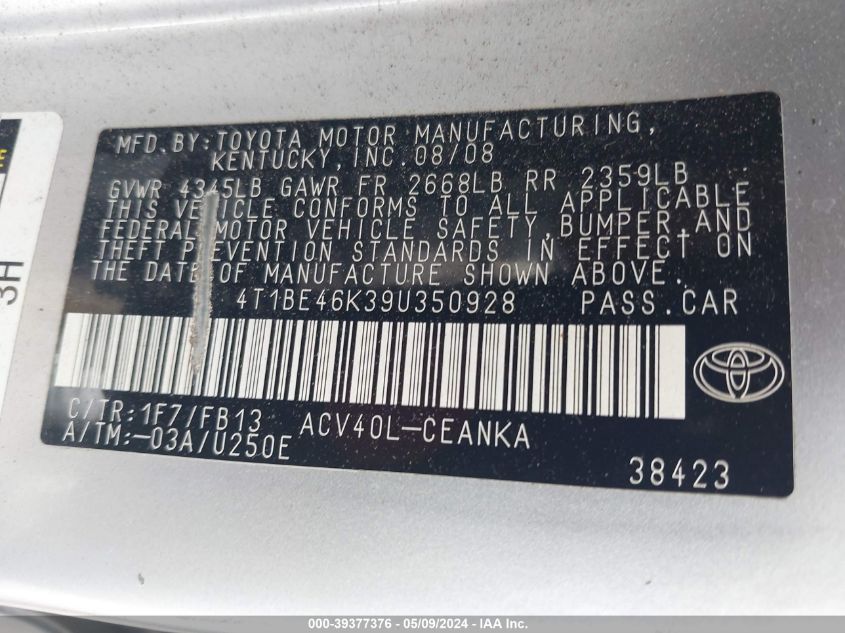 MFD. BY: TOYOTA MOTOR MANUFACTURING,
KENTUCKY, INC. 08/08
GVWR 4345LB GAWR FR 2668LB RR 2359LB
THIS VEHICLE CONFORMS TO ALL APPLICABLE
FEDERAL MOTOR VEHICLE SAFETY, BUMPER, AND
THEFT PREVENTION STANDARDS IN EFFECT ON
THE DATE OF MANUFACTURE SHOWN ABOVE.
4T1BE46K39U350928 PASS. CAR
C/TR: 1F7/FB13 ACV40L-CEANKA
A/TM: -03A/U250E
38423
3H
000-39377376 - 05/09/2024 - IAA Inc.